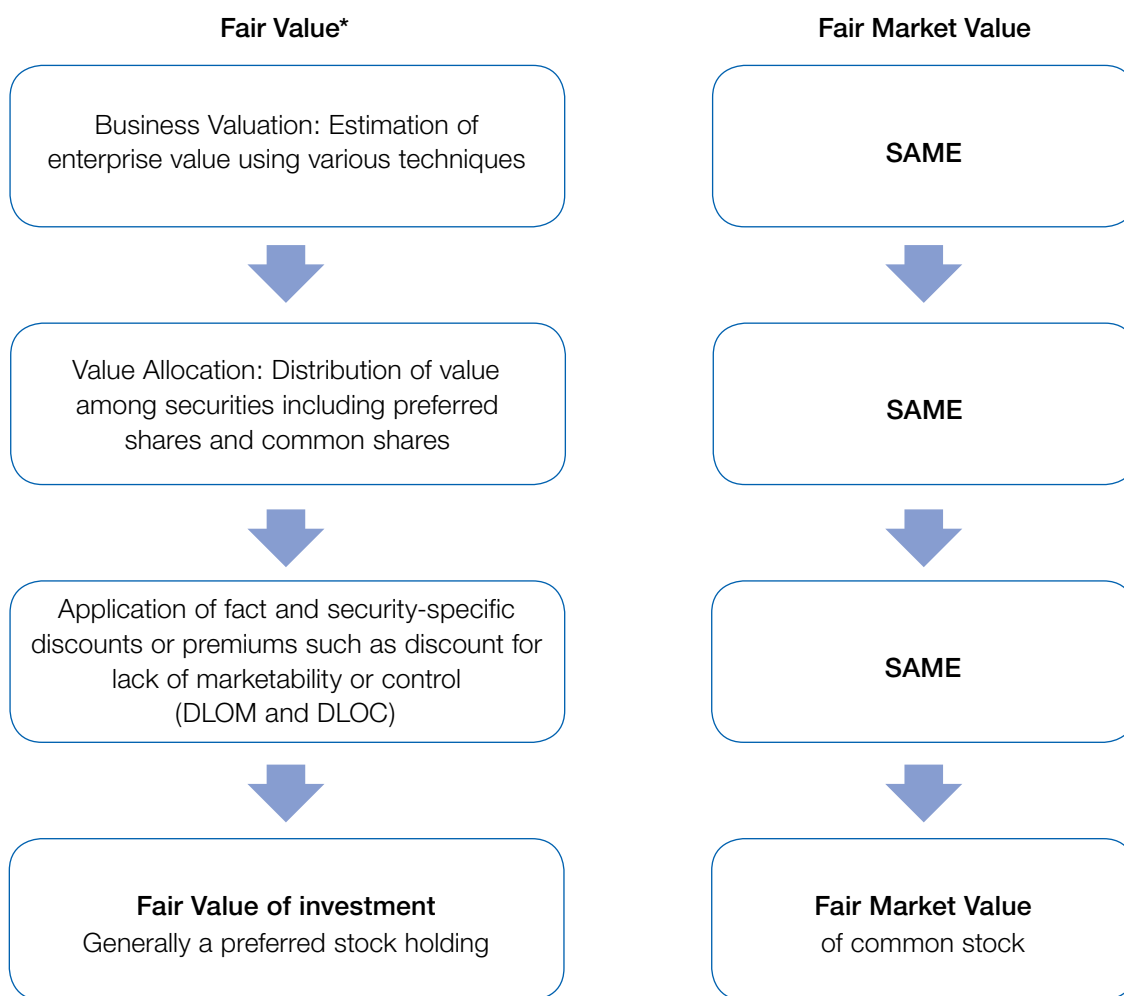 Fair Value*
Fair Market Value
Business Valuation: Estimation of
enterprise value using various techniques
SAME
Value Allocation: Distribution of value
among securities including preferred
shares and common shares
SAME
Application of fact and security-specific
discounts or premiums such as discount for
lack of marketability or control
(DLOM and DLOC)
SAME
Fair Value of investment
Generally a preferred stock holding
Fair Market Value
of common stock